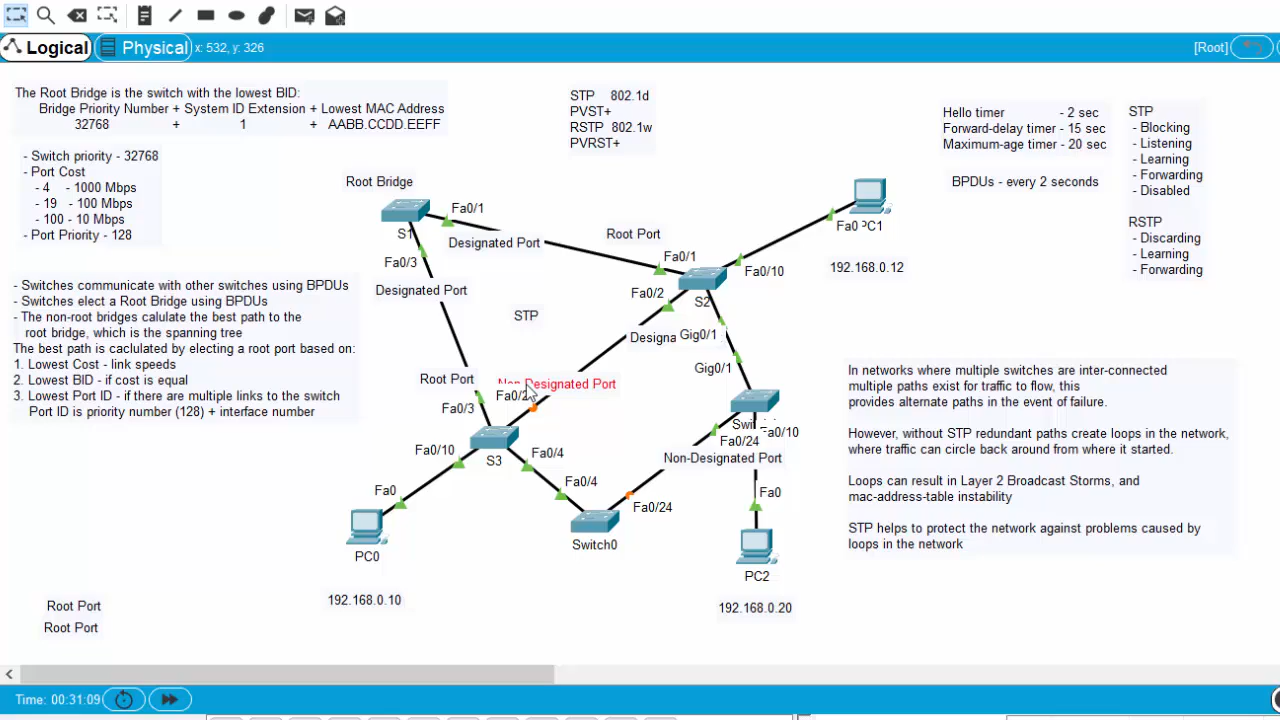 Logical
Physical
x: 532, y: 326
[Root]
The Root Bridge is the switch with the lowest BID:
Bridge Priority Number + System ID Extension + Lowest MAC Address
32768 + 1 + AABB.CCDD.EEFF
- Switch priority - 32768
- Port Cost
- 4 - 1000 Mbps
- 19 - 100 Mbps
- 100 - 10 Mbps
- Port Priority - 128
- Switches communicate with other switches using BPDUs
- Switches elect a Root Bridge using BPDUs
- The non-root bridges calulate the best path to the
root bridge, which is the spanning tree
The best path is caclulated by electing a root port based on:
1. Lowest Cost - link speeds
2. Lowest BID - if cost is equal
3. Lowest Port ID - if there are multiple links to the switch
Port ID is priority number (128) + interface number
Root Port
Root Port
STP 802.1d
PVST+
RSTP 802.1w
PVRST+
Hello timer - 2 sec
Forward-delay timer - 15 sec
Maximum-age timer - 20 sec
BPDUs - every 2 seconds
STP
- Blocking
- Listening
- Learning
- Forwarding
- Disabled
RSTP
- Discarding
- Learning
- Forwarding
Root Bridge
Fa0/1
S1
Designated Port
Fa0/3
Designated Port
Root Port
Fa0/1
Fa0/10
S2
Fa0/2
Fa0
PC1
192.168.0.12
STP
Designa
Gig0/1
Gig0/1
Non-Designated Port
Root Port
Fa0/2
Fa0/3
Fa0/10
S3
Fa0/4
Fa0/4
Fa0
PC0
192.168.0.10
Switch0
Fa0/24
Fa0/10
Fa0/24
Non-Designated Port
Fa0
PC2
192.168.0.20
In networks where multiple switches are inter-connected
multiple paths exist for traffic to flow, this
provides alternate paths in the event of failure.
However, without STP redundant paths create loops in the network,
where traffic can circle back around from where it started.
Loops can result in Layer 2 Broadcast Storms, and
mac-address-table instability
STP helps to protect the network against problems caused by
loops in the network
Time: 00:31:09